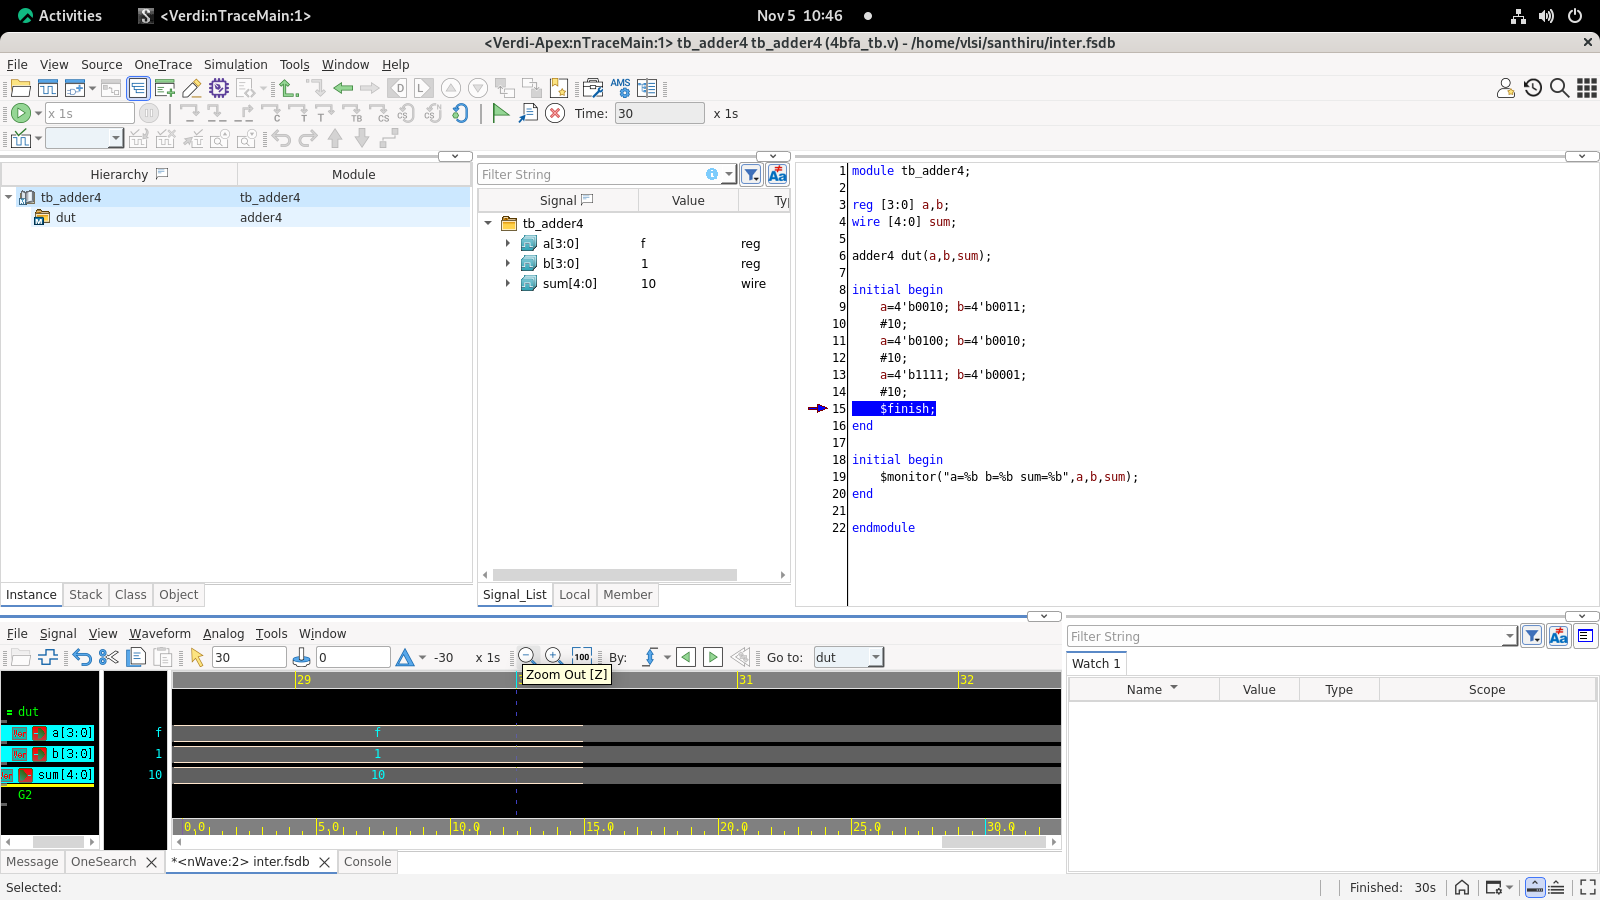 Activities <Verdi:nTraceMain:1> Nov 5 10:46
<Verdi-Apex:nTraceMain:1> tb_adder4 tb_adder4 (4bfa_tb.v) - /home/vlsi/santhiru/inter.fsdb
File View Source OneTrace Simulation Tools Window Help
AMS
x 1s Time: 30 x 1s
Hierarchy Module
tb_adder4 tb_adder4
dut adder4
Instance Stack Class Object
Filter String
Signal Value Typ
tb_adder4
a[3:0] f reg
b[3:0] 1 reg
sum[4:0] 10 wire
Signal_List Local Member
1 module tb_adder4;
2
3 reg [3:0] a,b;
4 wire [4:0] sum;
5
6 adder4 dut(a,b,sum);
7
8 initial begin
9 a=4'b0010; b=4'b0011;
10 #10;
11 a=4'b0100; b=4'b0010;
12 #10;
13 a=4'b1111; b=4'b0001;
14 #10;
15 $finish;
16 end
17
18 initial begin
19 $monitor("a=%b b=%b sum=%b",a,b,sum);
20 end
21
22 endmodule
File Signal View Waveform Analog Tools Window
30 0 -30 x 1s 100 By: Go to: dut
Zoom Out [Z]
29 31 32
= dut
a[3:0] f f
b[3:0] 1 1
sum[4:0] 10 10
G2
0.0 5.0 10.0 15.0 20.0 25.0 30.0
Message OneSearch *<nWave:2> inter.fsdb Console
Filter String
Watch 1
Name Value Type Scope
Selected: Finished: 30s